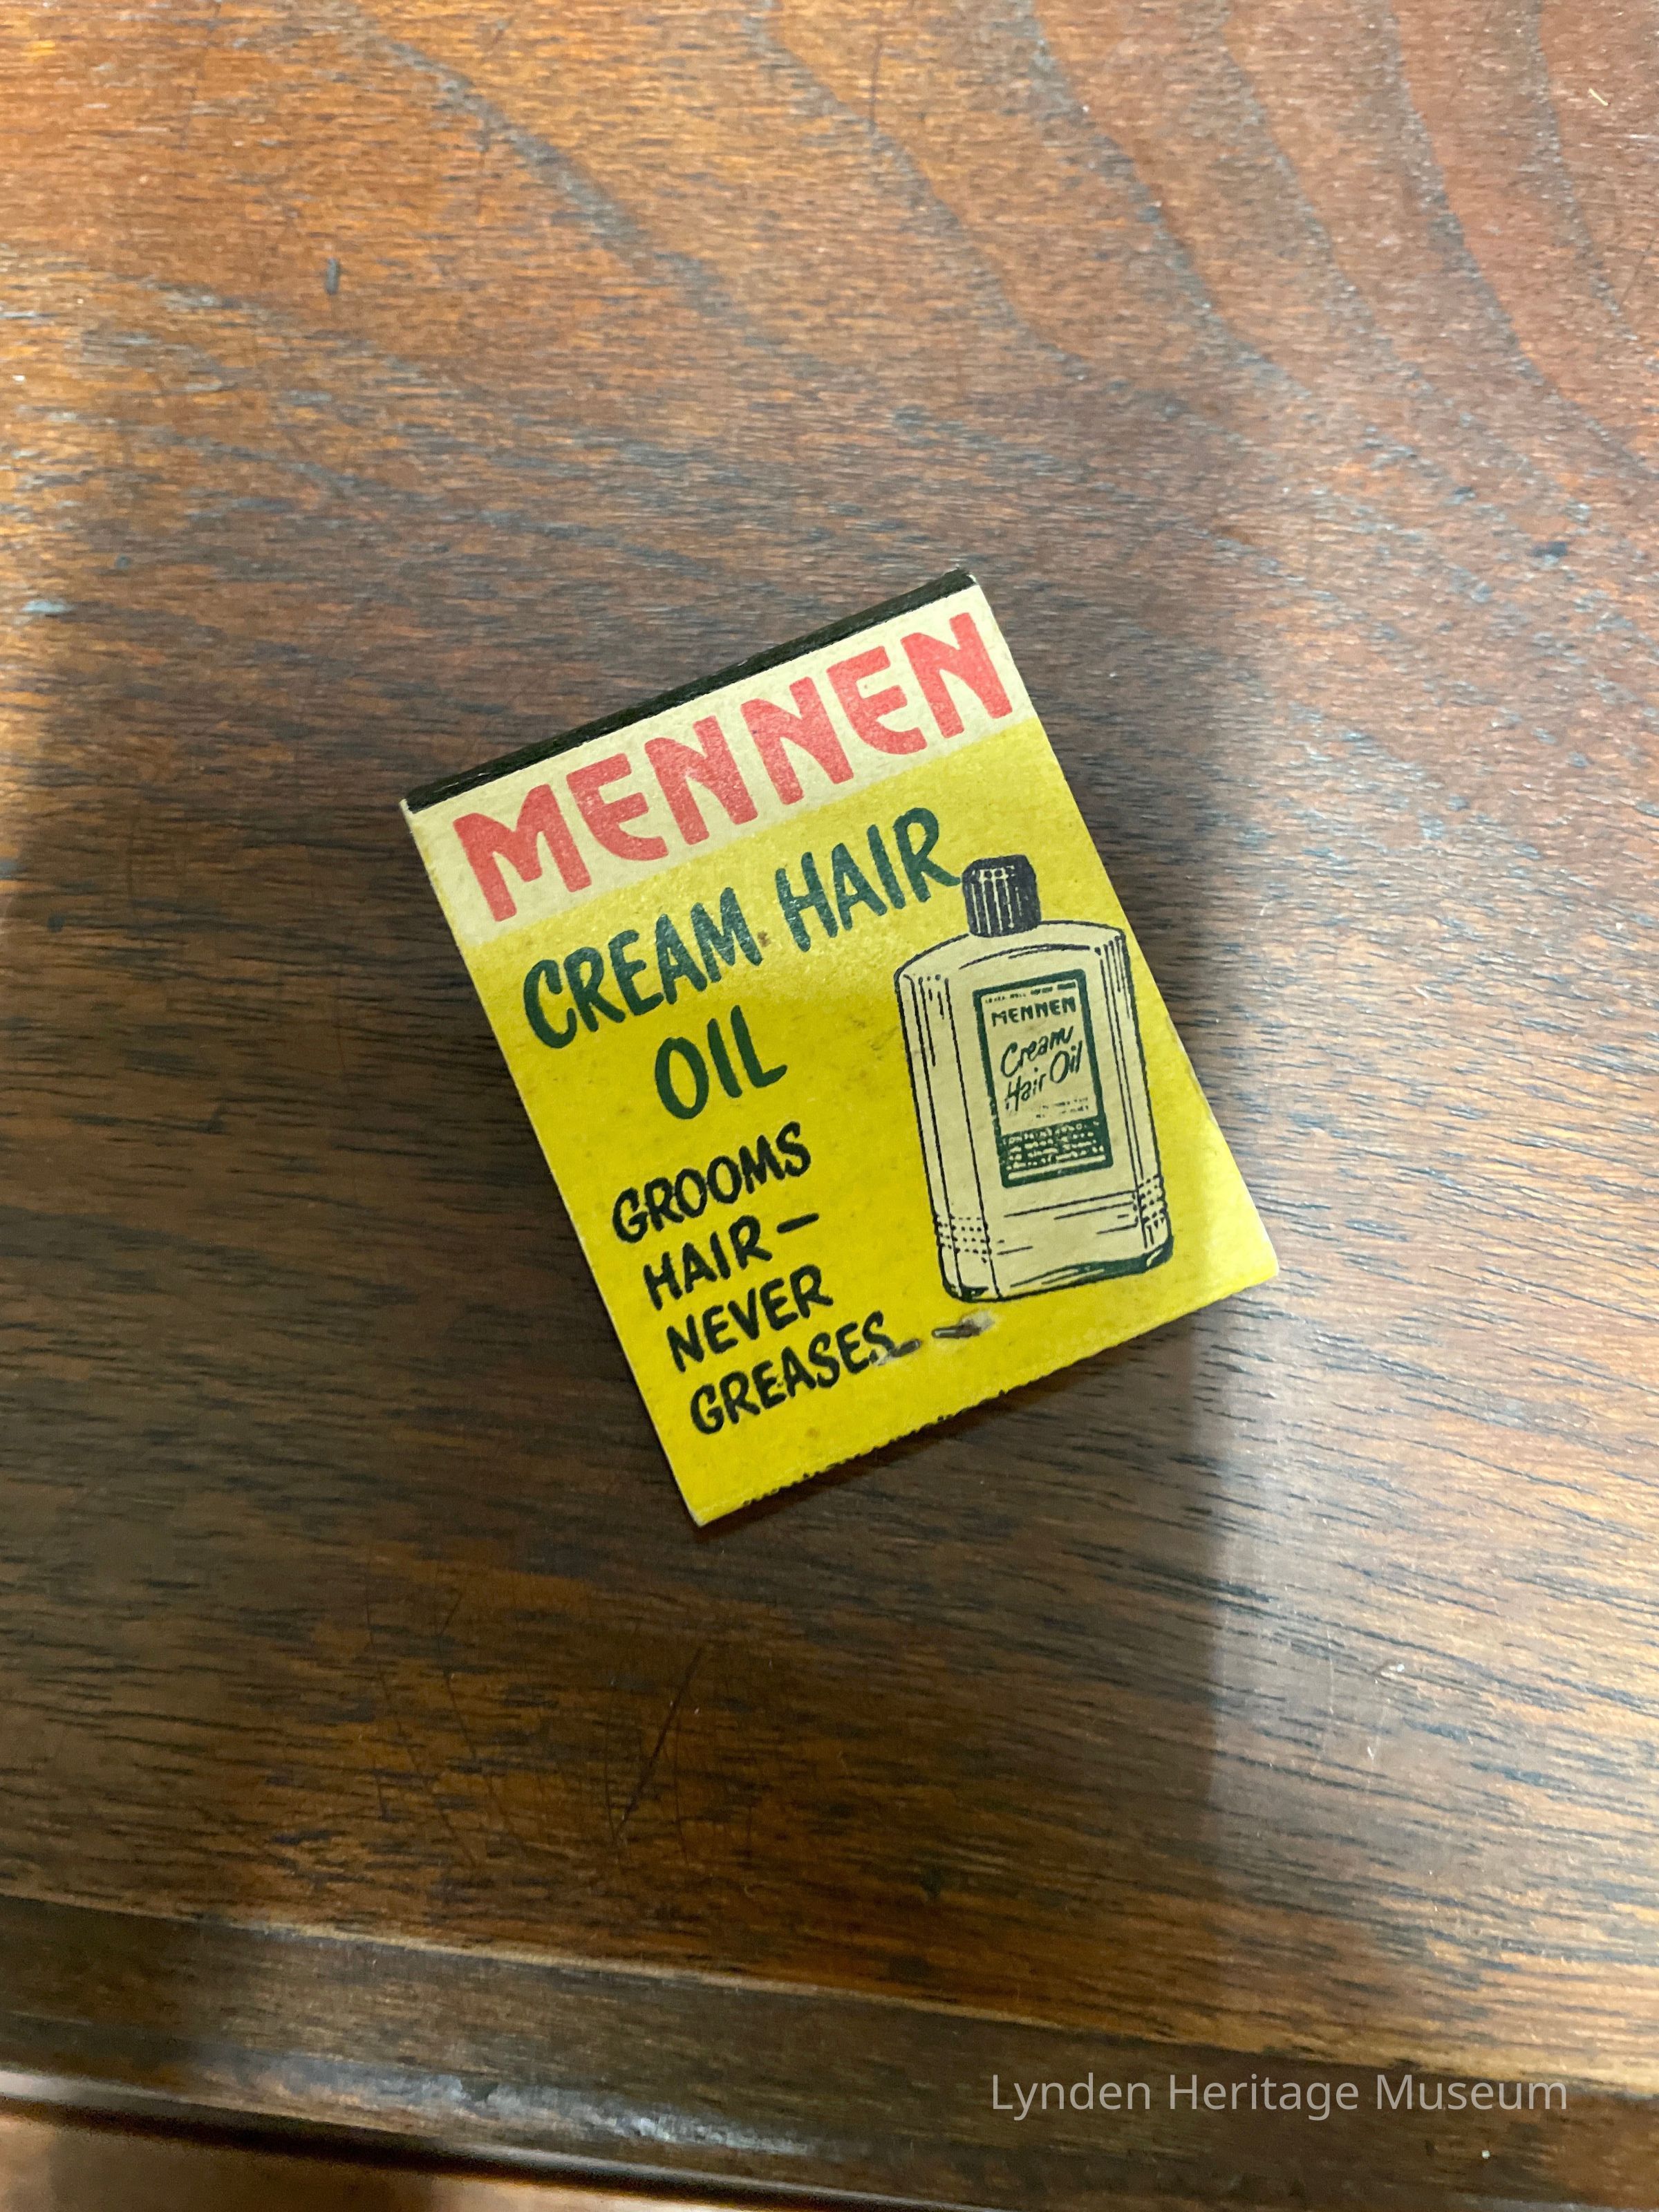 MENNEN
CREAM HAIR
OIL
GROOMS
HAIR —
NEVER
GREASES
MENNEN
Cream
Hair Oil
Lynden Heritage Museum